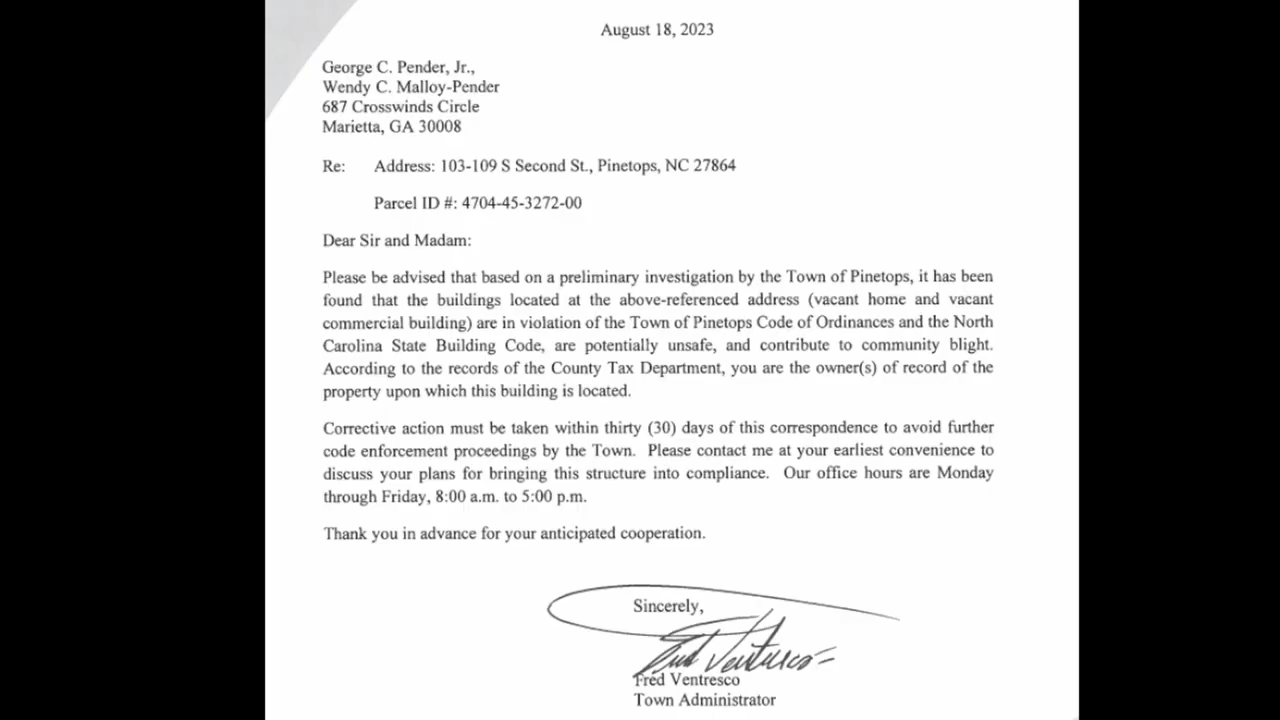 August 18, 2023
George C. Pender, Jr.,
Wendy C. Malloy-Pender
687 Crosswinds Circle
Marietta, GA 30008
Re: Address: 103-109 S Second St., Pinetops, NC 27864
Parcel ID #: 4704-45-3272-00
Dear Sir and Madam:
Please be advised that based on a preliminary investigation by the Town of Pinetops, it has been
found that the buildings located at the above-referenced address (vacant home and vacant
commercial building) are in violation of the Town of Pinetops Code of Ordinances and the North
Carolina State Building Code, are potentially unsafe, and contribute to community blight.
According to the records of the County Tax Department, you are the owner(s) of record of the
property upon which this building is located.
Corrective action must be taken within thirty (30) days of this correspondence to avoid further
code enforcement proceedings by the Town. Please contact me at your earliest convenience to
discuss your plans for bringing this structure into compliance. Our office hours are Monday
through Friday, 8:00 a.m. to 5:00 p.m.
Thank you in advance for your anticipated cooperation.
Sincerely,
Fred Ventresco
Fred Ventresco
Town Administrator